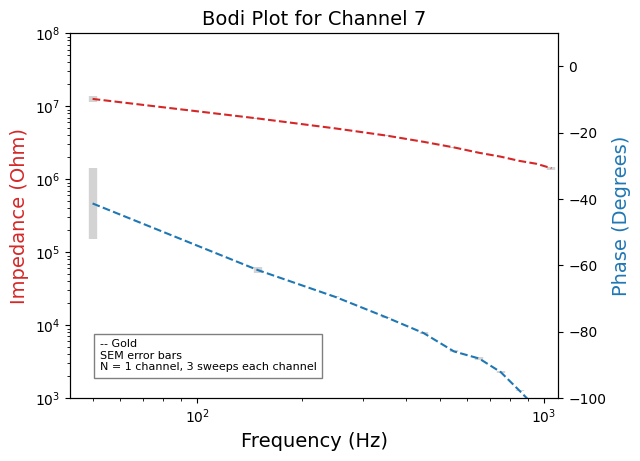 Bodi Plot for Channel 7
Impedance (Ohm)
10^8
10^7
10^6
10^5
10^4
10^3
0
−20
−40
−60
−80
−100
Phase (Degrees)
-- Gold
SEM error bars
N = 1 channel, 3 sweeps each channel
10^2
10^3
Frequency (Hz)